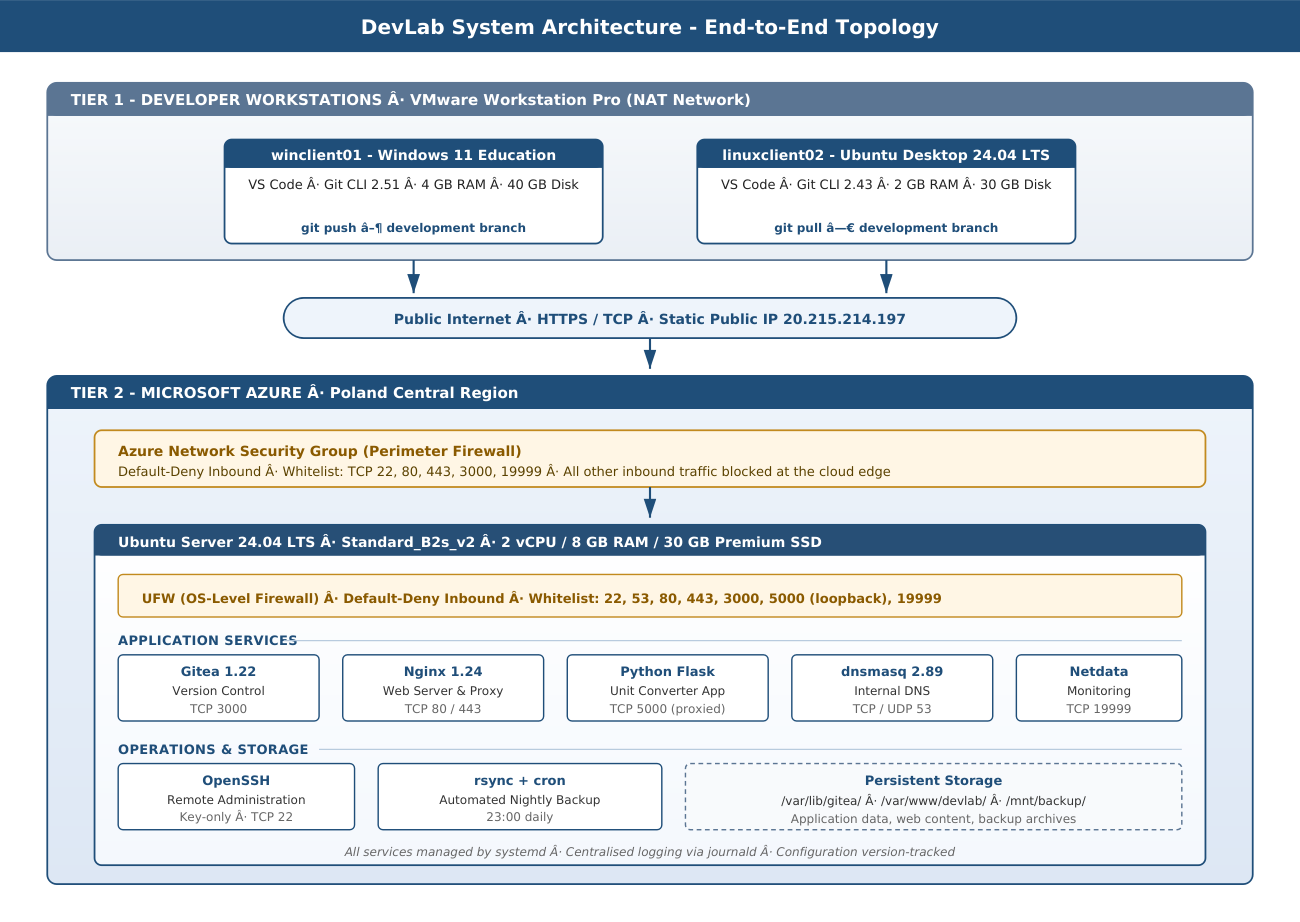 DevLab System Architecture - End-to-End Topology
TIER 1 - DEVELOPER WORKSTATIONS Â· VMware Workstation Pro (NAT Network)
winclient01 - Windows 11 Education
VS Code Â· Git CLI 2.51 Â· 4 GB RAM Â· 40 GB Disk
git push â–¶ development branch
linuxclient02 - Ubuntu Desktop 24.04 LTS
VS Code Â· Git CLI 2.43 Â· 2 GB RAM Â· 30 GB Disk
git pull â—€ development branch
Public Internet Â· HTTPS / TCP Â· Static Public IP 20.215.214.197
TIER 2 - MICROSOFT AZURE Â· Poland Central Region
Azure Network Security Group (Perimeter Firewall)
Default-Deny Inbound Â· Whitelist: TCP 22, 80, 443, 3000, 19999 Â· All other inbound traffic blocked at the cloud edge
Ubuntu Server 24.04 LTS Â· Standard_B2s_v2 Â· 2 vCPU / 8 GB RAM / 30 GB Premium SSD
UFW (OS-Level Firewall) Â· Default-Deny Inbound Â· Whitelist: 22, 53, 80, 443, 3000, 5000 (loopback), 19999
APPLICATION SERVICES
Gitea 1.22
Version Control
TCP 3000
Nginx 1.24
Web Server & Proxy
TCP 80 / 443
Python Flask
Unit Converter App
TCP 5000 (proxied)
dnsmasq 2.89
Internal DNS
TCP / UDP 53
Netdata
Monitoring
TCP 19999
OPERATIONS & STORAGE
OpenSSH
Remote Administration
Key-only Â· TCP 22
rsync + cron
Automated Nightly Backup
23:00 daily
Persistent Storage
/var/lib/gitea/ Â· /var/www/devlab/ Â· /mnt/backup/
Application data, web content, backup archives
All services managed by systemd Â· Centralised logging via journald Â· Configuration version-tracked